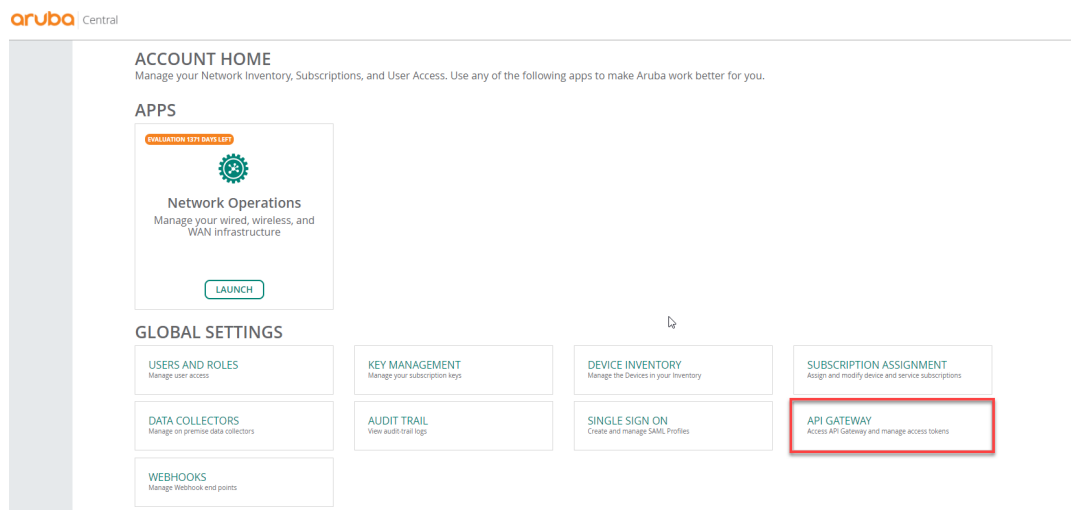 aruba Central
ACCOUNT HOME
Manage your Network Inventory, Subscriptions, and User Access. Use any of the following apps to make Aruba work better for you.
APPS
EVALUATION 1371 DAYS LEFT
Network Operations
Manage your wired, wireless, and
WAN infrastructure
LAUNCH
GLOBAL SETTINGS
USERS AND ROLES
Manage user access
KEY MANAGEMENT
Manage your subscription keys
DEVICE INVENTORY
Manage the Devices in your Inventory
SUBSCRIPTION ASSIGNMENT
Assign and modify device and service subscriptions
DATA COLLECTORS
Manage on premise data collectors
AUDIT TRAIL
View audit-trail logs
SINGLE SIGN ON
Create and manage SAML Profiles
API GATEWAY
Access API Gateway and manage access tokens
WEBHOOKS
Manage Webhook end points